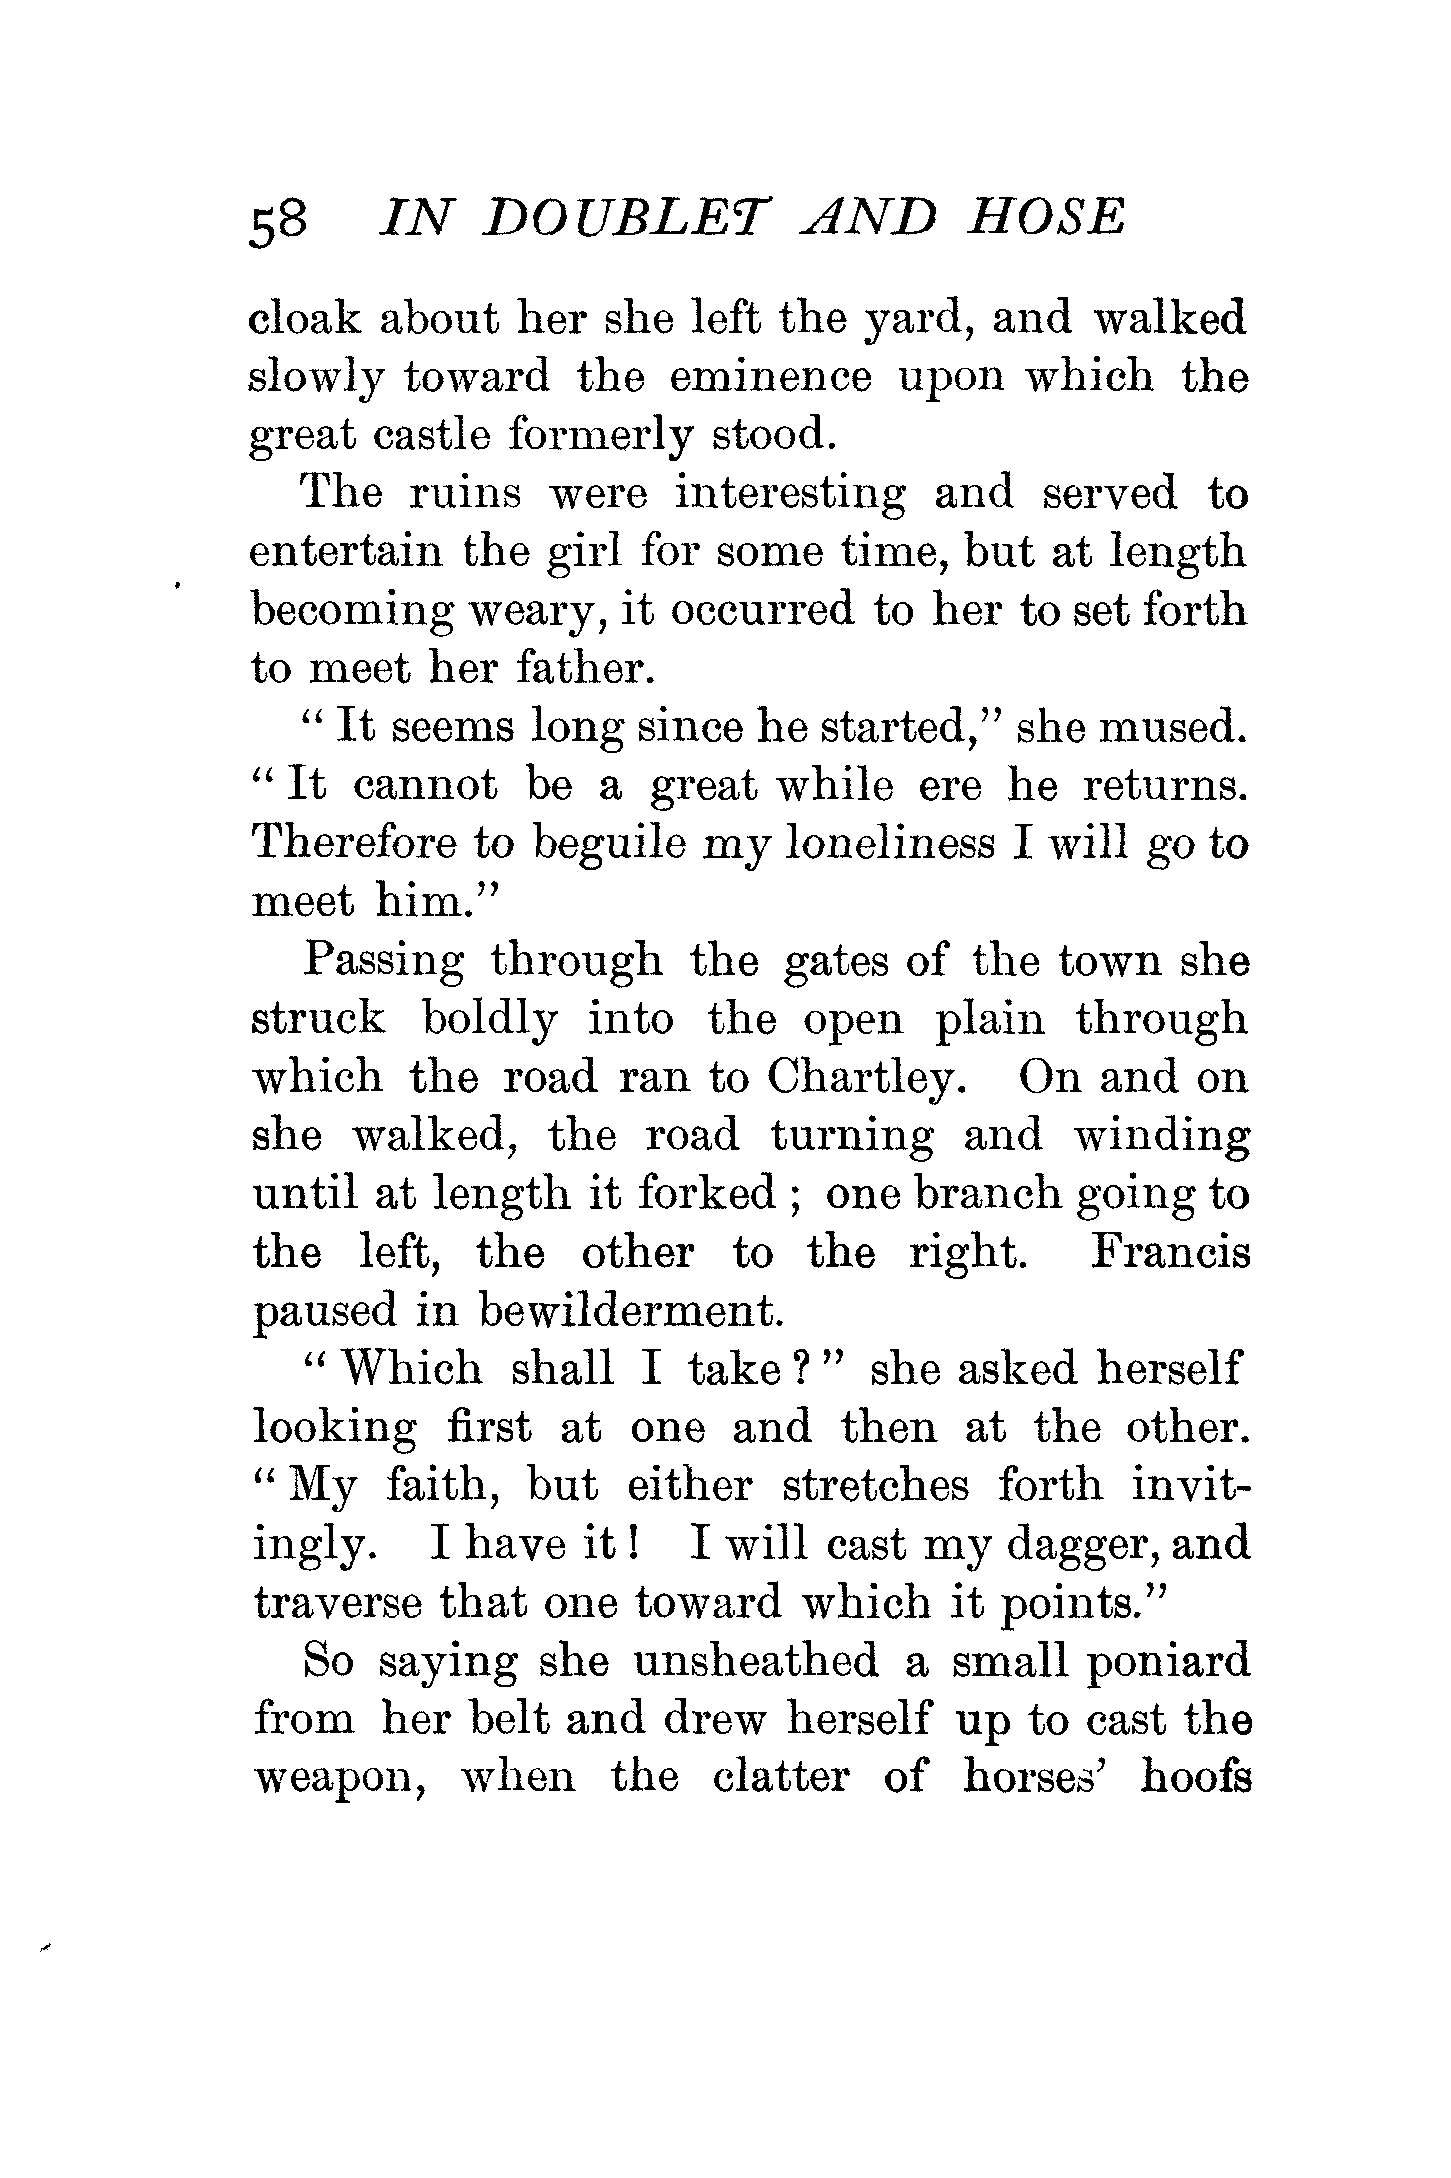 58 IN DOUBLET AND HOSE
cloak about her she left the yard, and walked
slowly toward the eminence upon which the
great castle formerly stood.
The ruins were interesting and served to
entertain the girl for some time, but at length
becoming weary, it occurred to her to set forth
to meet her father.
“ It seems long since he started,” she mused.
“ It cannot be a great while ere he returns.
Therefore to beguile my loneliness I will go to
meet him.”
Passing through the gates of the town she
struck boldly into the open plain through
which the road ran to Chartley. On and on
she walked, the road turning and winding
until at length it forked ; one branch going to
the left, the other to the right. Francis
paused in bewilderment.
“ Which shall I take ? ” she asked herself
looking first at one and then at the other.
“ My faith, but either stretches forth invit-
ingly. I have it ! I will cast my dagger, and
traverse that one toward which it points.”
So saying she unsheathed a small poniard
from her belt and drew herself up to cast the
weapon, when the clatter of horses’ hoofs